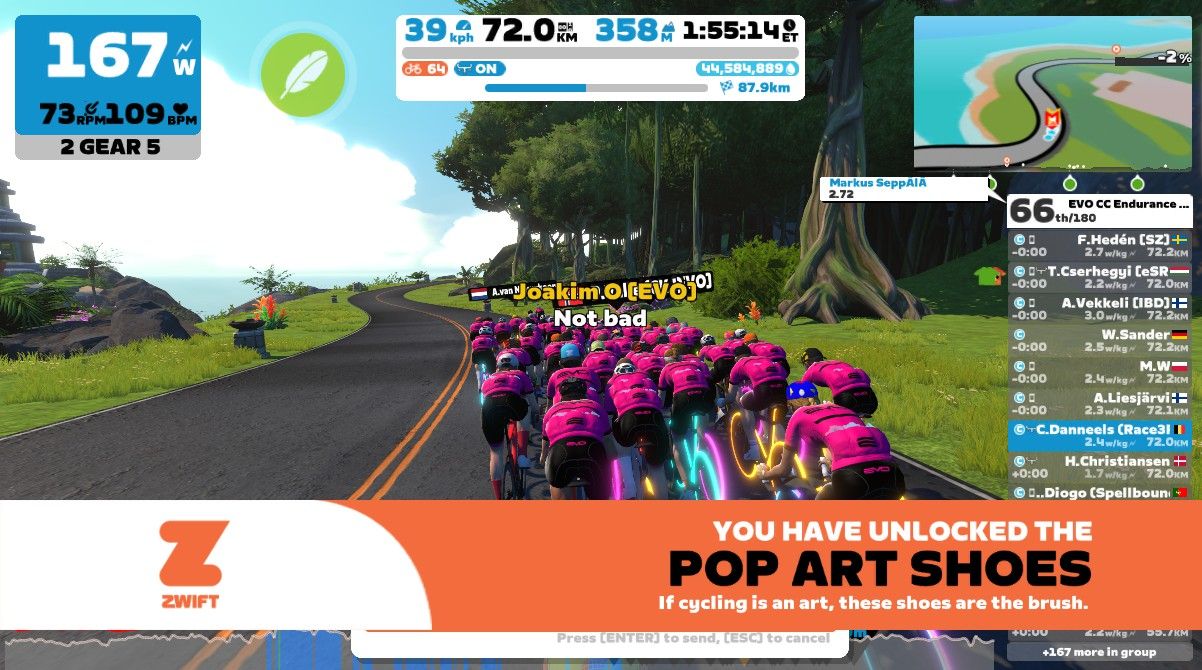 167 W
73 RPM 109 BPM
2 GEAR 5
39 kph 72.0 KM 358 M 1:55:14 ET
64 ON 44,584,889
87.9km
-2%
Markus SeppÄlÄ
2.72
66 th/180 EVO CC Endurance ...
F.Hedén [SZ]
-0:00 2.7w/kg 72.2KM
T.Cserhegyi [eSR
-0:00 2.2w/kg 72.0KM
A.Vekkeli [IBD]
-0:00 3.0w/kg 72.2KM
W.Sander
-0:00 2.5w/kg 72.2KM
M.W
-0:00 2.4w/kg 72.2KM
A.Liesjärvi
-0:00 2.3w/kg 72.1KM
C.Danneels (Race3
2.4w/kg 72.0KM
H.Christiansen
+0:00 1.7w/kg 72.0KM
..Diogo (Spellboun
Joakim.O [EVO]
Not bad
EVO
EVO
YOU HAVE UNLOCKED THE
POP ART SHOES
If cycling is an art, these shoes are the brush.
ZWIFT
Press [ENTER] to send, [ESC] to cancel
+0:00 2.2w/kg 55.7KM
+167 more in group